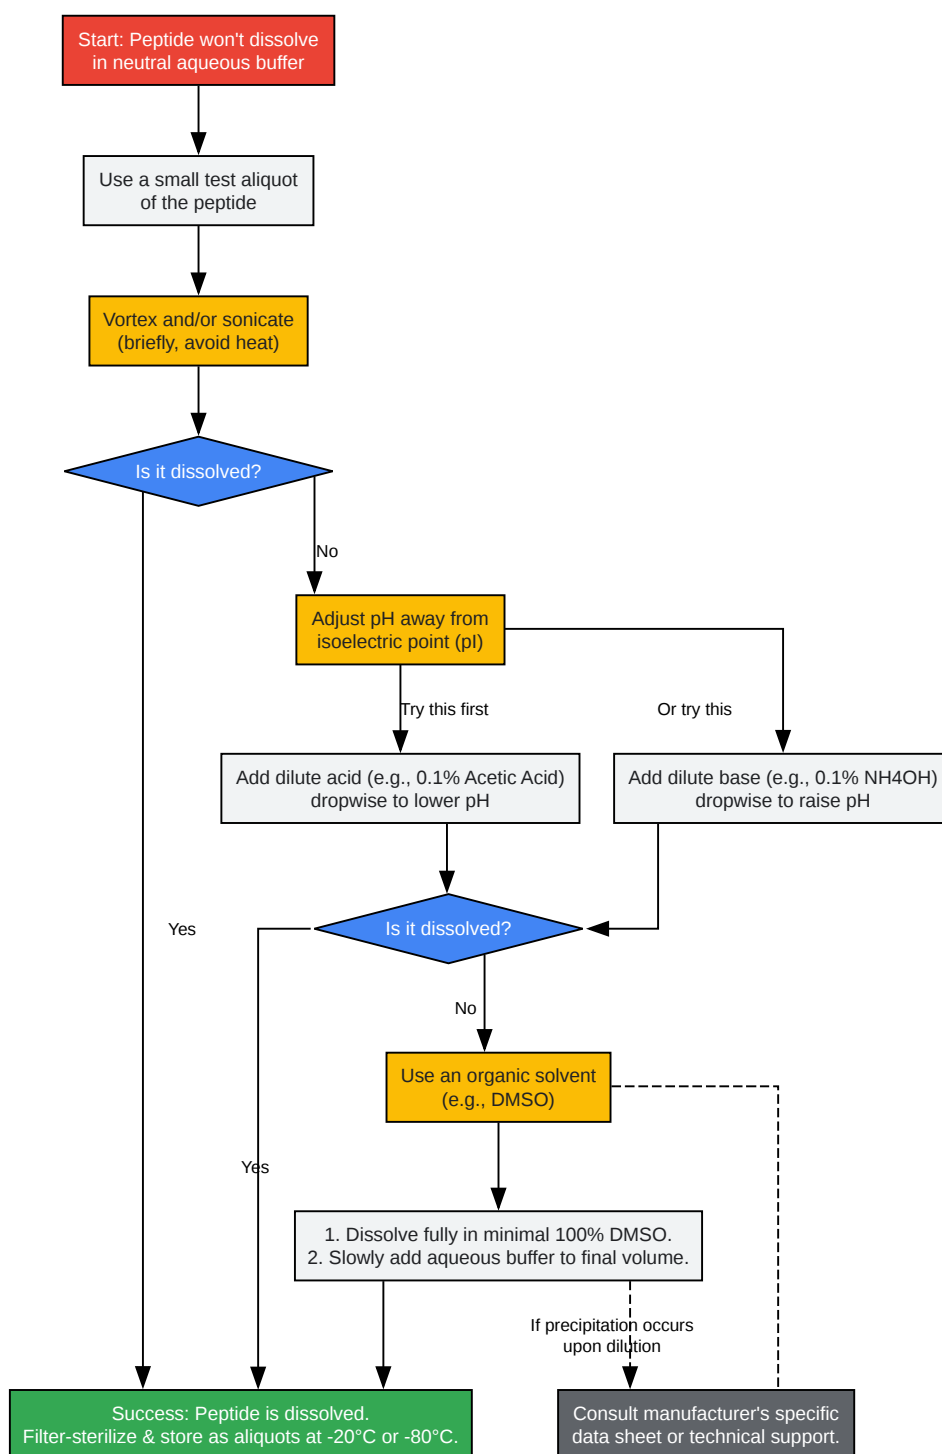 Start: Peptide won't dissolve
in neutral aqueous buffer
Use a small test aliquot
of the peptide
Vortex and/or sonicate
(briefly, avoid heat)
Is it dissolved?
No
Adjust pH away from
isoelectric point (pI)
Try this first
Or try this
Add dilute acid (e.g., 0.1% Acetic Acid)
dropwise to lower pH
Add dilute base (e.g., 0.1% NH4OH)
dropwise to raise pH
Yes
Is it dissolved?
No
Use an organic solvent
(e.g., DMSO)
Yes
1. Dissolve fully in minimal 100% DMSO.
2. Slowly add aqueous buffer to final volume.
If precipitation occurs
upon dilution
Success: Peptide is dissolved.
Filter-sterilize & store as aliquots at -20°C or -80°C.
Consult manufacturer's specific
data sheet or technical support.